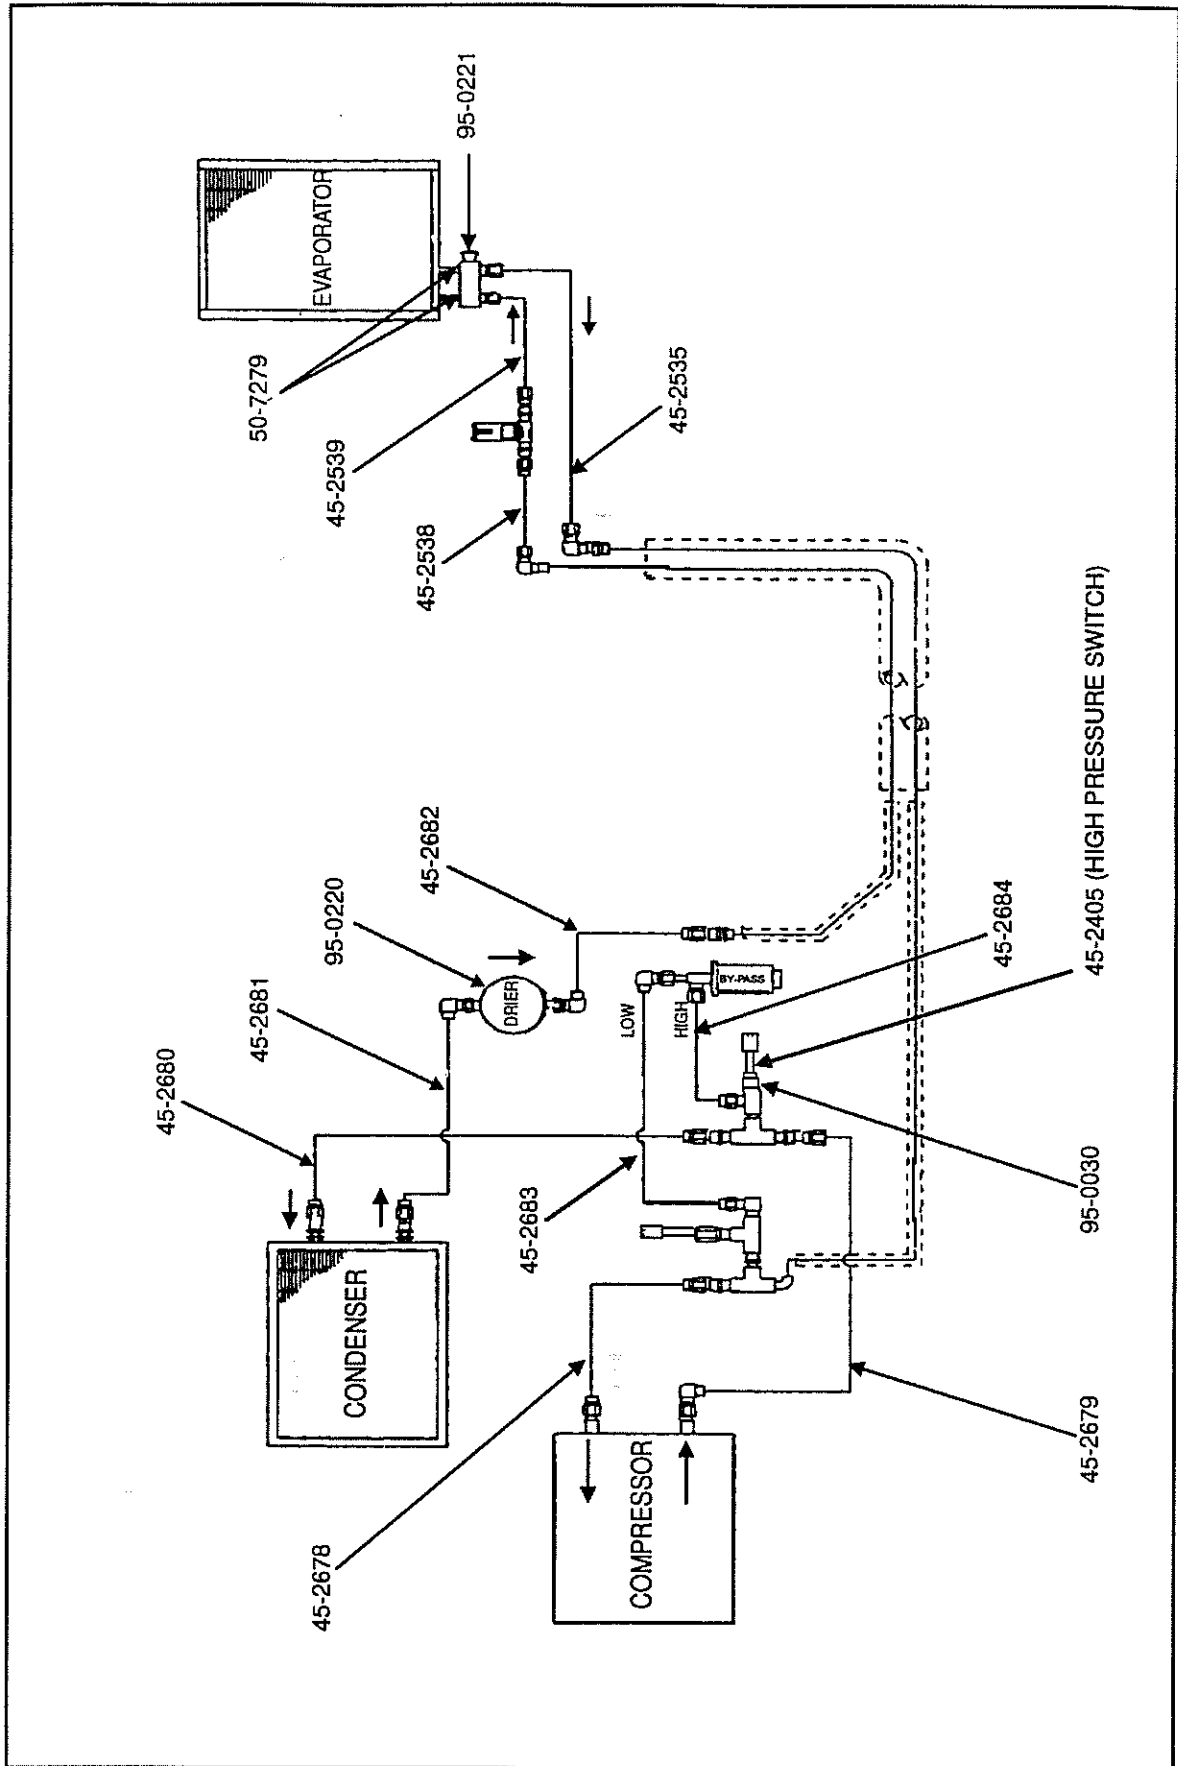 45-2680
45-2681
95-0220
45-2682
50-7279
45-2539
45-2538
95-0221
EVAPORATOR
CONDENSER
DRIER
45-2535
45-2683
LOW
HIGH
BY-PASS
45-2678
COMPRESSOR
45-2684
45-2405 (HIGH PRESSURE SWITCH)
95-0030
45-2679